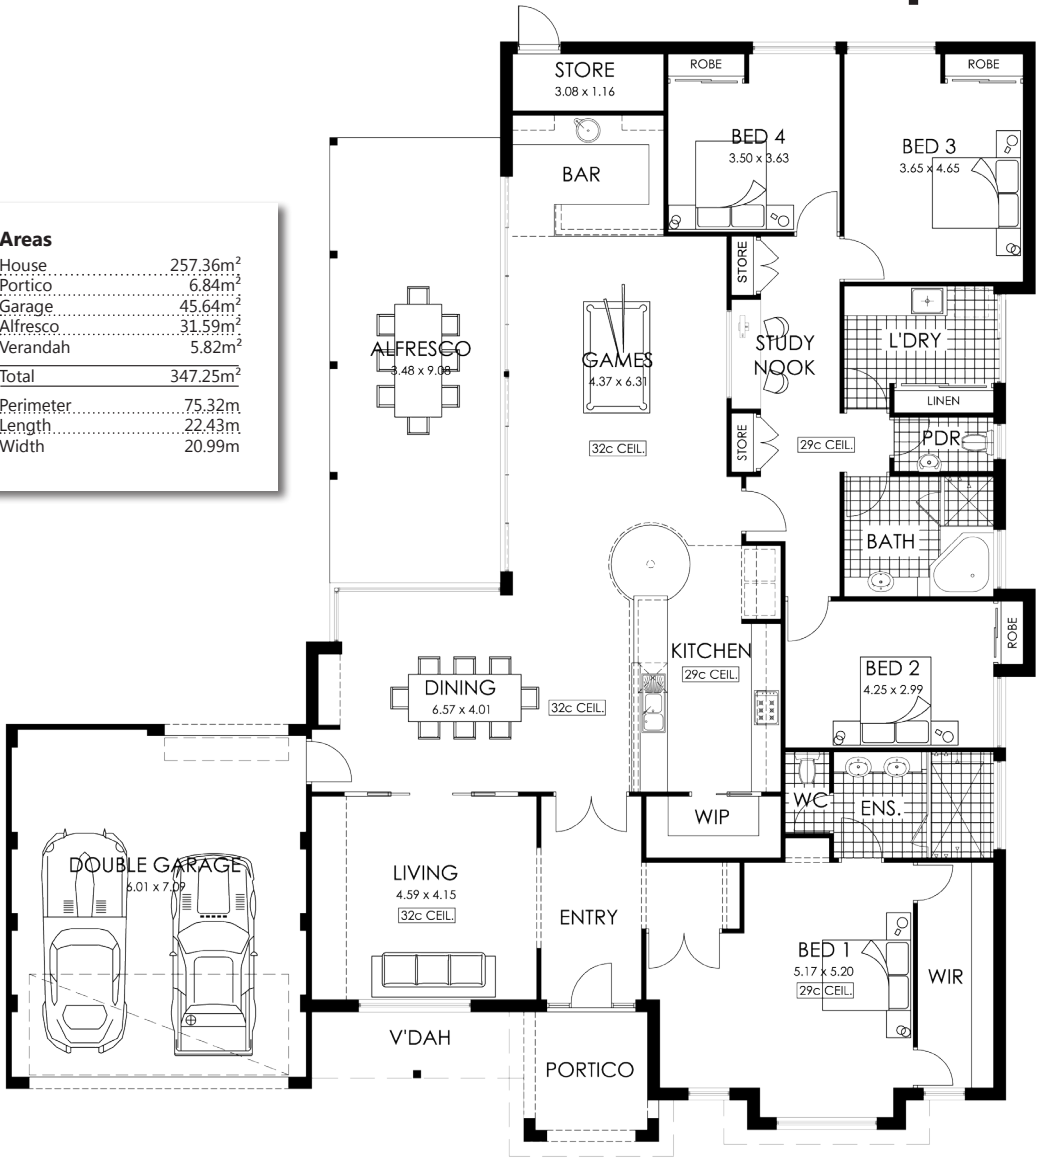 STORE
3.08 x 1.16
ROBE
ROBE
BED 4
3.50 x 3.63
BED 3
3.65 x 4.65
BAR
Areas
House 257.36m²
Portico 6.84m²
Garage 45.64m²
Alfresco 31.59m²
Verandah 5.82m²
Total 347.25m²
Perimeter 75.32m
Length 22.43m
Width 20.99m
STORE
ALFRESCO
3.48 x 9.08
GAMES
4.37 x 6.31
STUDY
NOOK
L'DRY
LINEN
32c CEIL.
STORE
29c CEIL.
PDR
BATH
KITCHEN
29c CEIL.
ROBE
BED 2
4.25 x 2.99
DINING
6.57 x 4.01
32c CEIL.
WIP
WC
ENS.
DOUBLE GARAGE
6.01 x 7.09
LIVING
4.59 x 4.15
32c CEIL.
ENTRY
BED 1
5.17 x 5.20
29c CEIL.
WIR
V'DAH
PORTICO